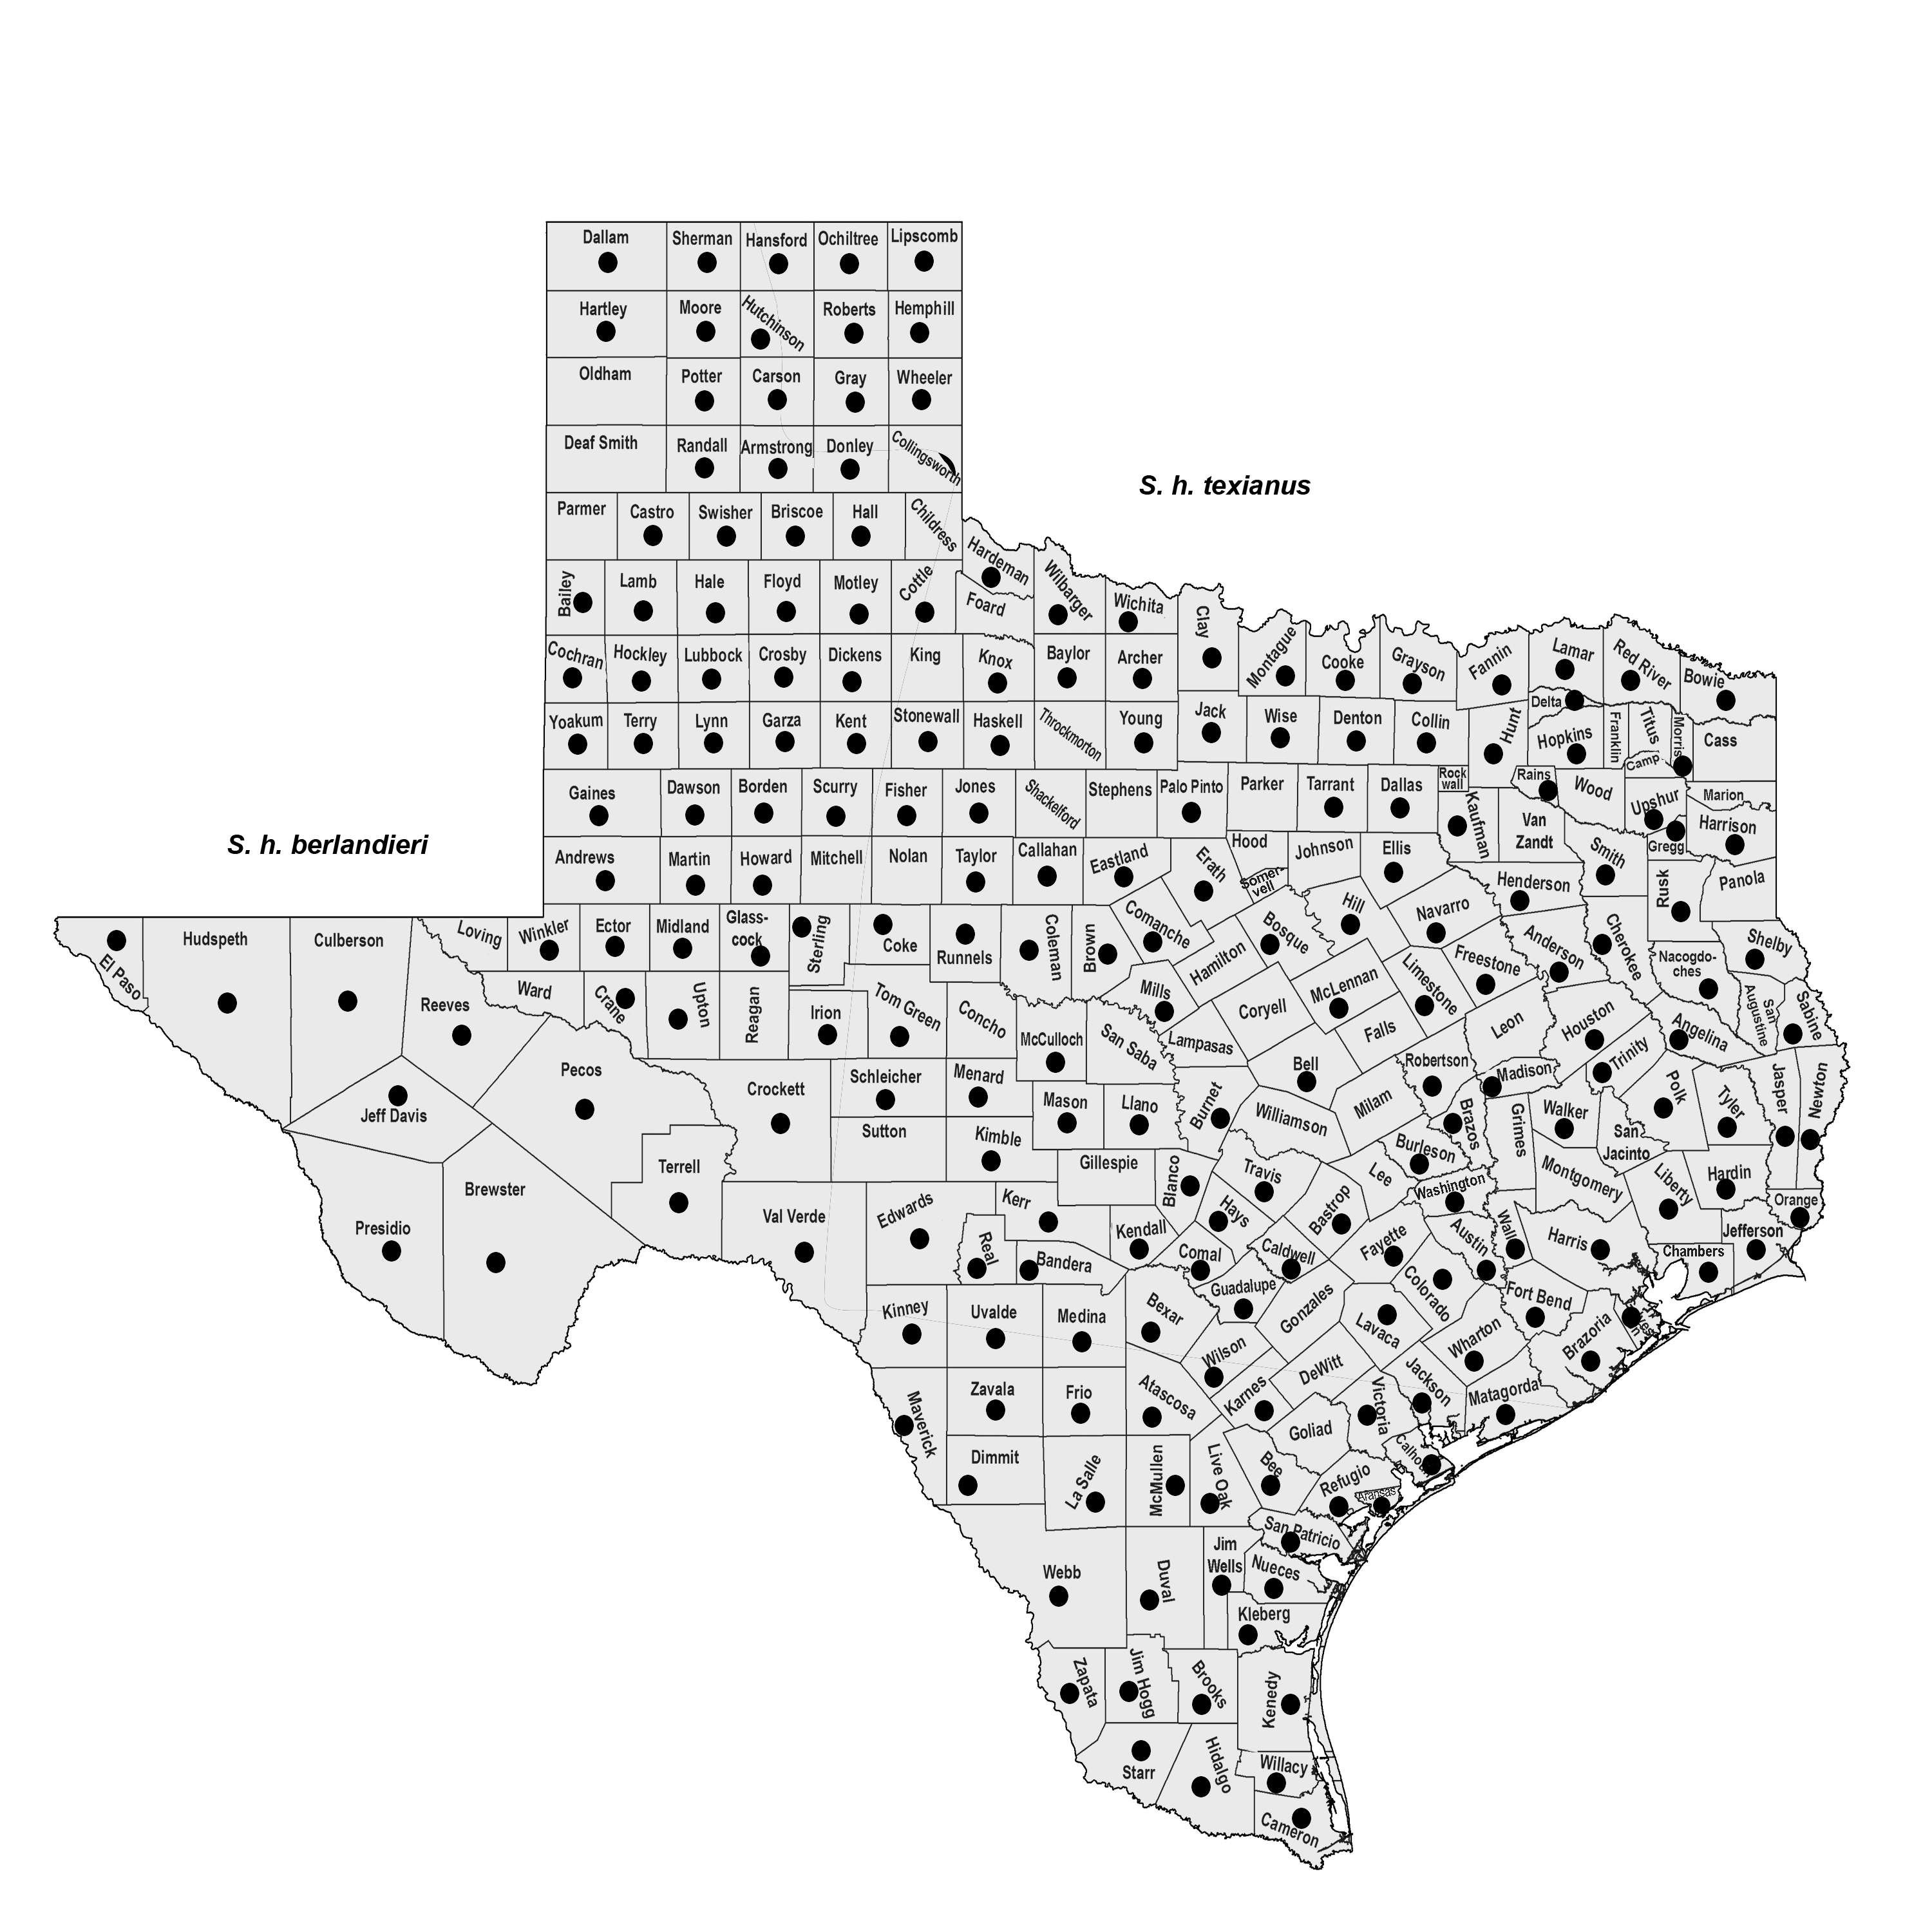 Dallam Sherman Hansford Ochiltree Lipscomb
Hartley Moore Hutchinson Roberts Hemphill
Oldham Potter Carson Gray Wheeler
Deaf Smith Randall Armstrong Donley Collingsworth
S. h. texianus
Parmer Castro Swisher Briscoe Hall Childress
Hardeman
Bailey Lamb Hale Floyd Motley Cottle Foard Wilbarger Wichita Clay
Cochran Hockley Lubbock Crosby Dickens King Knox Baylor Archer Montague Cooke Grayson Fannin Lamar Red River Bowie
Delta
Yoakum Terry Lynn Garza Kent Stonewall Haskell Throckmorton Young Jack Wise Denton Collin Hunt Hopkins Franklin Titus Morris Cass
Camp
Gaines Dawson Borden Scurry Fisher Jones Shackelford Stephens Palo Pinto Parker Tarrant Dallas Rock
wall
Kaufman Rains Wood Upshur Marion
Van
Zandt
Harrison
Gregg
S. h. berlandieri
Andrews Martin Howard Mitchell Nolan Taylor Callahan Eastland Erath Hood Johnson Ellis Henderson Smith Rusk Panola
Somer-
vell
Loving Winkler Ector Midland Glass-
cock
Sterling Coke Runnels Coleman Brown Comanche Hamilton Bosque Hill Navarro Anderson Cherokee Shelby
Nacogdo-
ches
El Paso Hudspeth Culberson Reeves Ward Crane Upton Reagan Irion Tom Green Concho McCulloch San Saba Mills Lampasas Coryell McLennan Limestone Freestone Falls Leon Houston Angelina San
Augustine
Sabine
Jeff Davis Pecos Crockett Schleicher Menard Mason Llano Burnet Bell Williamson Milam Robertson Madison Trinity Polk Tyler Jasper Newton
Brazos Grimes Walker San
Jacinto
Presidio Brewster Terrell Sutton Kimble Gillespie Blanco Travis Lee Burleson Washington Montgomery Liberty Hardin Orange
Val Verde Edwards Kerr Real Bandera Kendall Hays Comal Caldwell Bastrop Fayette Austin Harris Chambers Jefferson
Kinney Uvalde Medina Bexar Guadalupe Gonzales Lavaca Colorado Fort Bend Wharton Brazoria
Maverick Zavala Frio Atascosa Wilson Karnes DeWitt Victoria Jackson Matagorda
Dimmit La Salle McMullen Live Oak Bee Goliad Refugio Aransas
San Patricio
Webb Duval Jim
Wells
Nueces
Kleberg
Zapata Jim Hogg Brooks Kenedy
Starr Hidalgo Willacy
Cameron